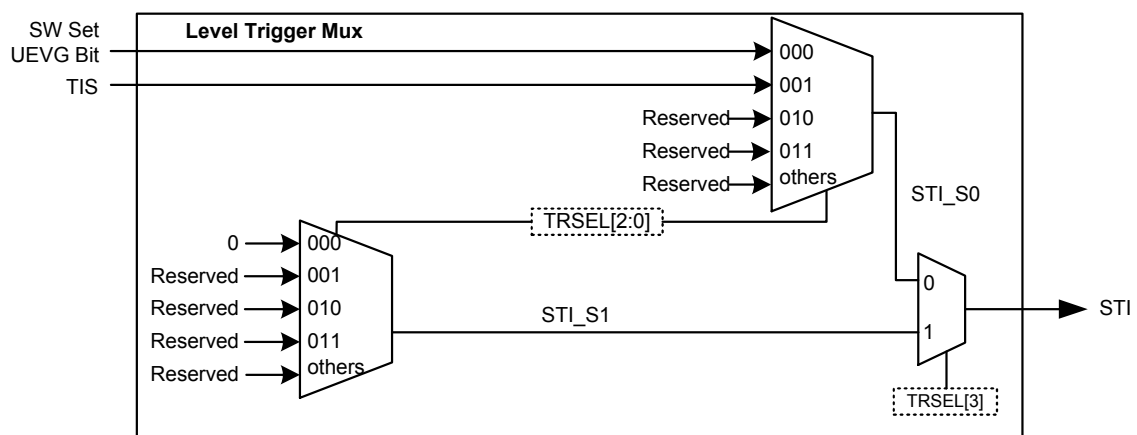 SW Set
UEVG Bit
Level Trigger Mux
000
TIS
001
Reserved
010
Reserved
011
Reserved
others
STI_S0
TRSEL[2:0]
0
000
Reserved
001
0
Reserved
010
STI_S1
STI
Reserved
011
1
Reserved
others
TRSEL[3]